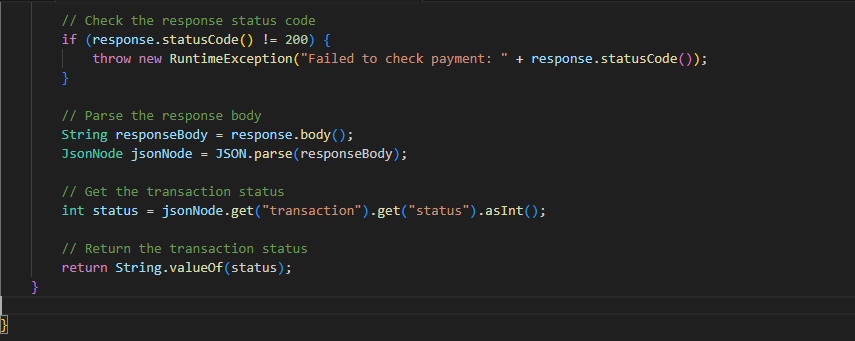 // Check the response status code
if (response.statusCode() != 200) {
throw new RuntimeException("Failed to check payment: " + response.statusCode());
}
// Parse the response body
String responseBody = response.body();
JsonNode jsonNode = JSON.parse(responseBody);
// Get the transaction status
int status = jsonNode.get("transaction").get("status").asInt();
// Return the transaction status
return String.valueOf(status);
}
}